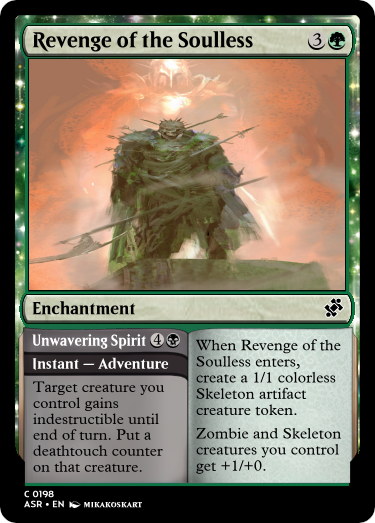 Revenge of the Soulless 3
Enchantment
Unwavering Spirit 4
Instant — Adventure
Target creature you
control gains
indestructible until
end of turn. Put a
deathtouch counter
on that creature.
When Revenge of the
Soulless enters,
create a 1/1 colorless
Skeleton artifact
creature token.
Zombie and Skeleton
creatures you control
get +1/+0.
C 0198
ASR • EN MIKAKOSKART